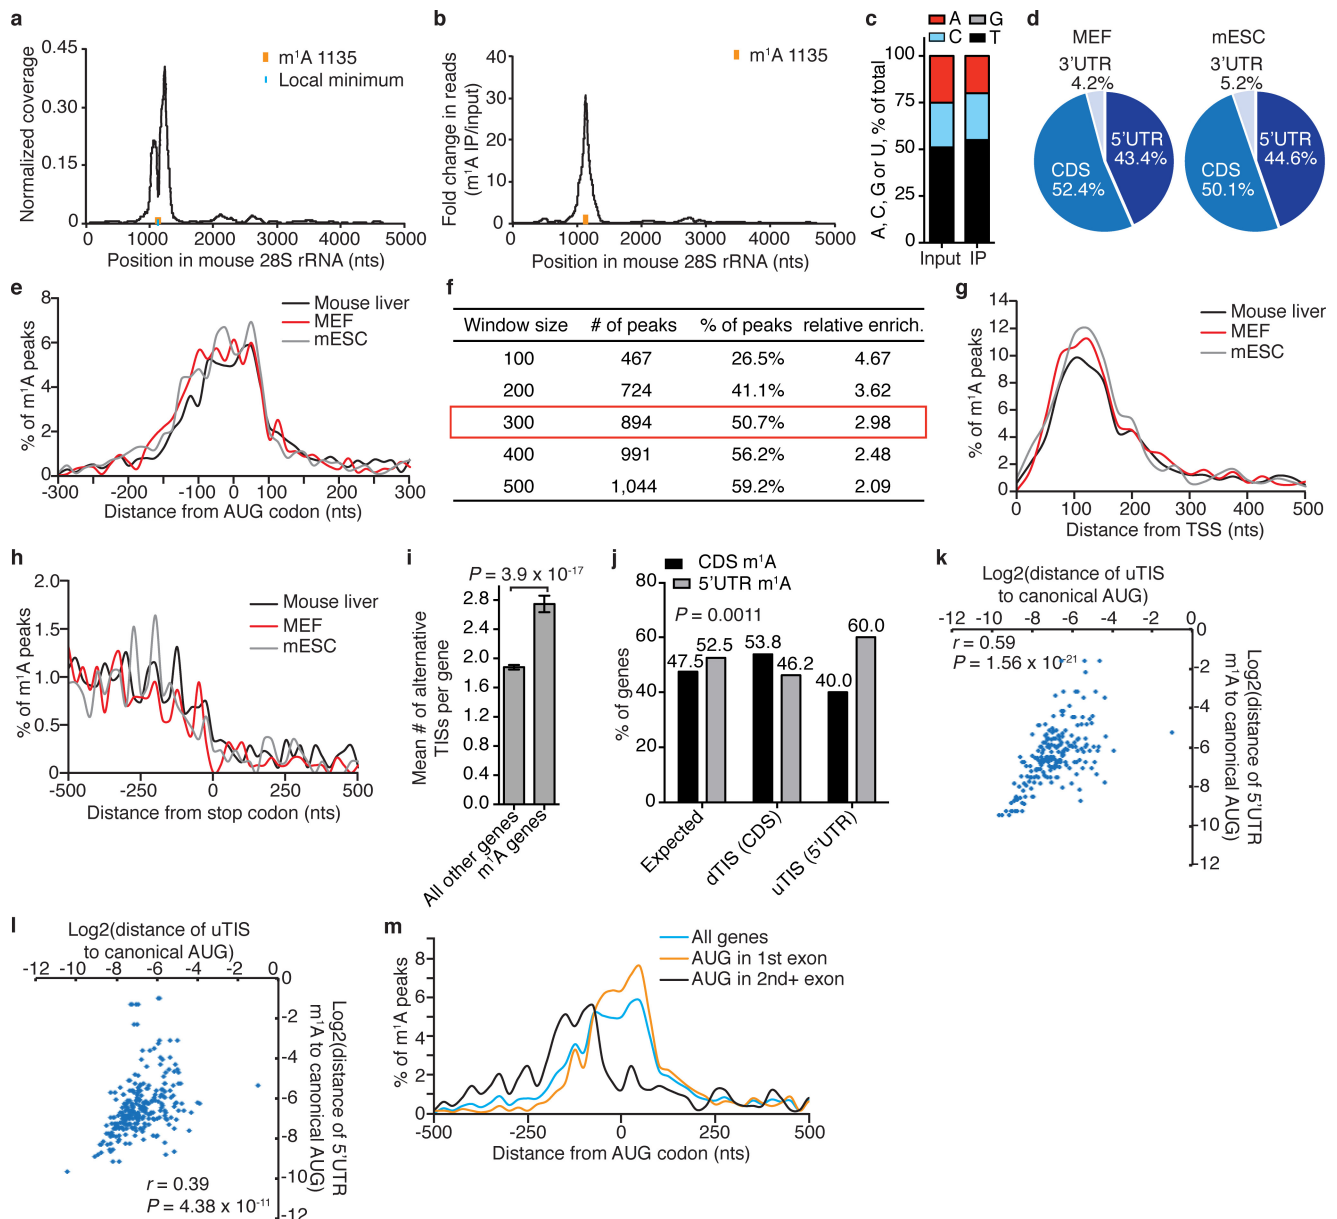 a
0.45
0.30
0.15
0
Normalized coverage
m¹A 1135
Local minimum
0 1000 2000 3000 4000 5000
Position in mouse 28S rRNA (nts)
b
40
30
20
10
0
Fold change in reads
(m¹A IP/input)
m¹A 1135
0 1000 2000 3000 4000 5000
Position in mouse 28S rRNA (nts)
c
A G
C T
100
75
50
25
0
A, C, G or U, % of total
Input IP
d
MEF
3'UTR
4.2%
5'UTR
43.4%
CDS
52.4%
mESC
3'UTR
5.2%
5'UTR
44.6%
CDS
50.1%
e
8
6
4
2
0
% of m¹A peaks
Mouse liver
MEF
mESC
-300 -200 -100 0 100 200 300
Distance from AUG codon (nts)
f
Window size # of peaks % of peaks relative enrich.
100 467 26.5% 4.67
200 724 41.1% 3.62
300 894 50.7% 2.98
400 991 56.2% 2.48
500 1,044 59.2% 2.09
g
14
12
10
8
6
4
2
0
% of m¹A peaks
Mouse liver
MEF
mESC
0 100 200 300 400 500
Distance from TSS (nts)
h
2.0
1.5
1.0
0.5
0
% of m¹A peaks
Mouse liver
MEF
mESC
-500 -250 0 250 500
Distance from stop codon (nts)
i
P = 3.9 x 10⁻¹⁷
2.8
2.4
2.0
1.6
1.2
0.8
0.4
0.0
Mean # of alternative
TISs per gene
All other genes
m¹A genes
j
CDS m¹A
5'UTR m¹A
P = 0.0011
80
60
40
20
0
% of genes
47.5 52.5 53.8 46.2 40.0 60.0
Expected
dTIS (CDS)
uTIS (5'UTR)
k
Log2(distance of uTIS
to canonical AUG)
-12 -10 -8 -6 -4 -2 0
r = 0.59
P = 1.56 x 10⁻²¹
0
-2
-4
-6
-8
-10
-12
Log2(distance of 5'UTR
m¹A to canonical AUG)
l
Log2(distance of uTIS
to canonical AUG)
-12 -10 -8 -6 -4 -2 0
0
-2
-4
-6
-8
-10
-12
Log2(distance of 5'UTR
m¹A to canonical AUG)
r = 0.39
P = 4.38 x 10⁻¹¹
m
8
6
4
2
0
% of m¹A peaks
All genes
AUG in 1st exon
AUG in 2nd+ exon
-500 -250 0 250 500
Distance from AUG codon (nts)